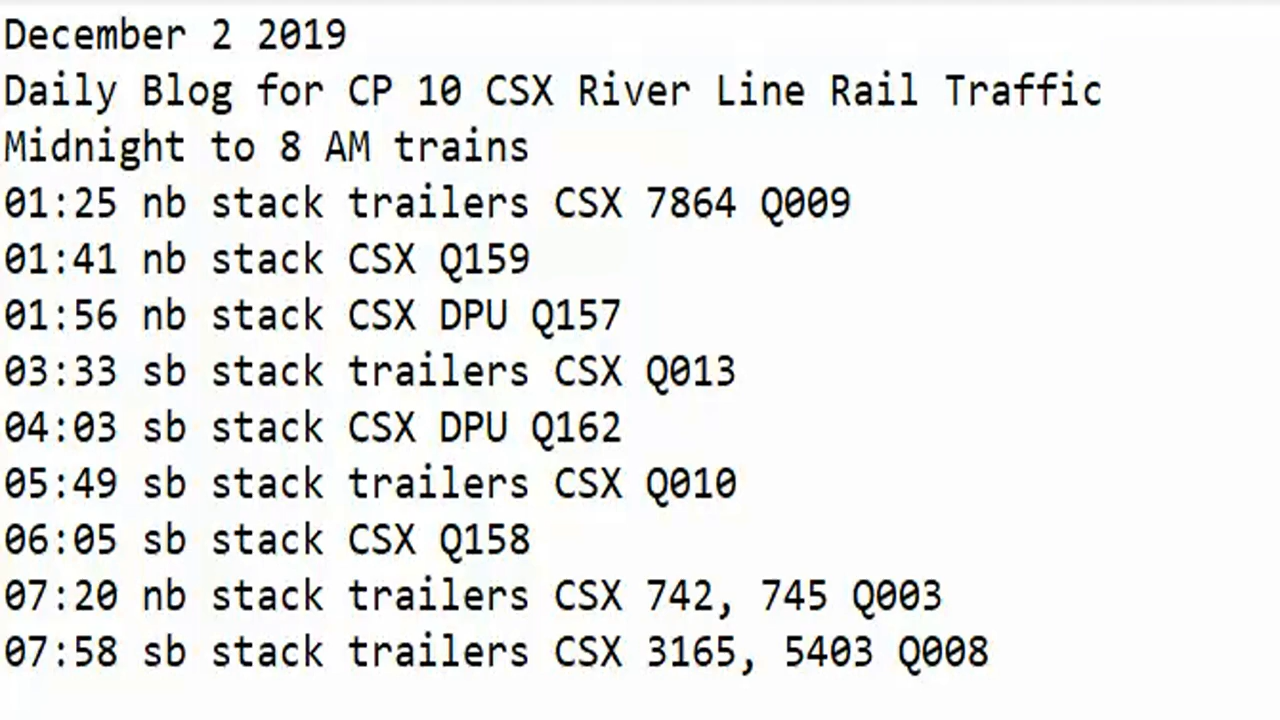 December 2 2019
Daily Blog for CP 10 CSX River Line Rail Traffic
Midnight to 8 AM trains
01:25 nb stack trailers CSX 7864 Q009
01:41 nb stack CSX Q159
01:56 nb stack CSX DPU Q157
03:33 sb stack trailers CSX Q013
04:03 sb stack CSX DPU Q162
05:49 sb stack trailers CSX Q010
06:05 sb stack CSX Q158
07:20 nb stack trailers CSX 742, 745 Q003
07:58 sb stack trailers CSX 3165, 5403 Q008